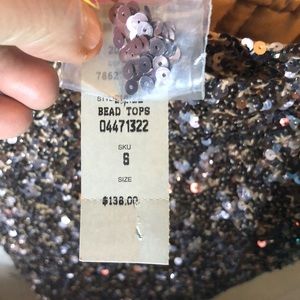 7862
BEAD TOPS
04471322
SKU
6
SIZE
$138.00